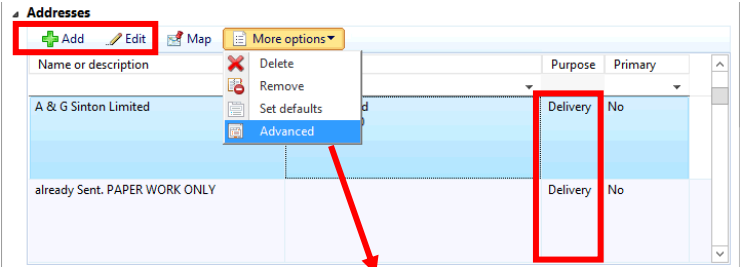 Addresses
Add Edit Map More options
Name or description Purpose Primary
Delete
Remove
Set defaults
Advanced
A & G Sinton Limited d Delivery No
already Sent. PAPER WORK ONLY Delivery No